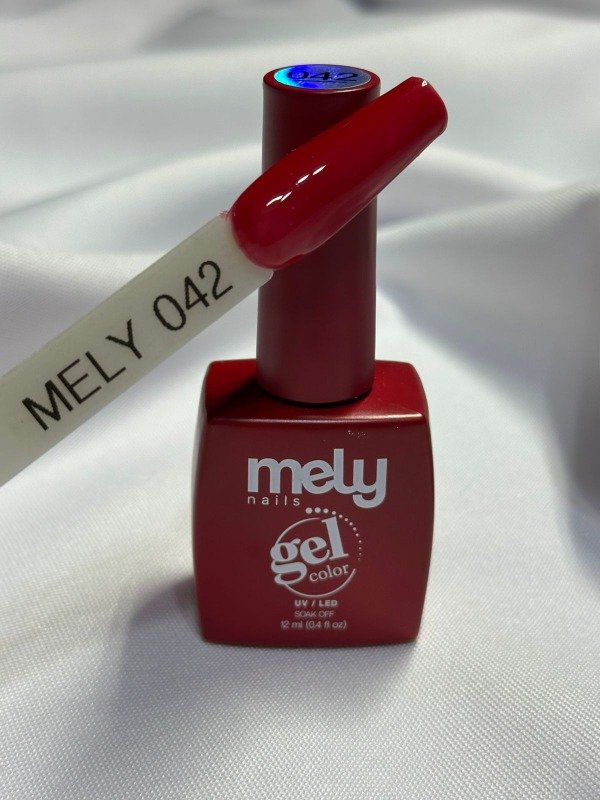 042
MELY 042
mely
nails
gel
color
UV / LED
SOAK OFF
12 ml (0.4 fl oz)